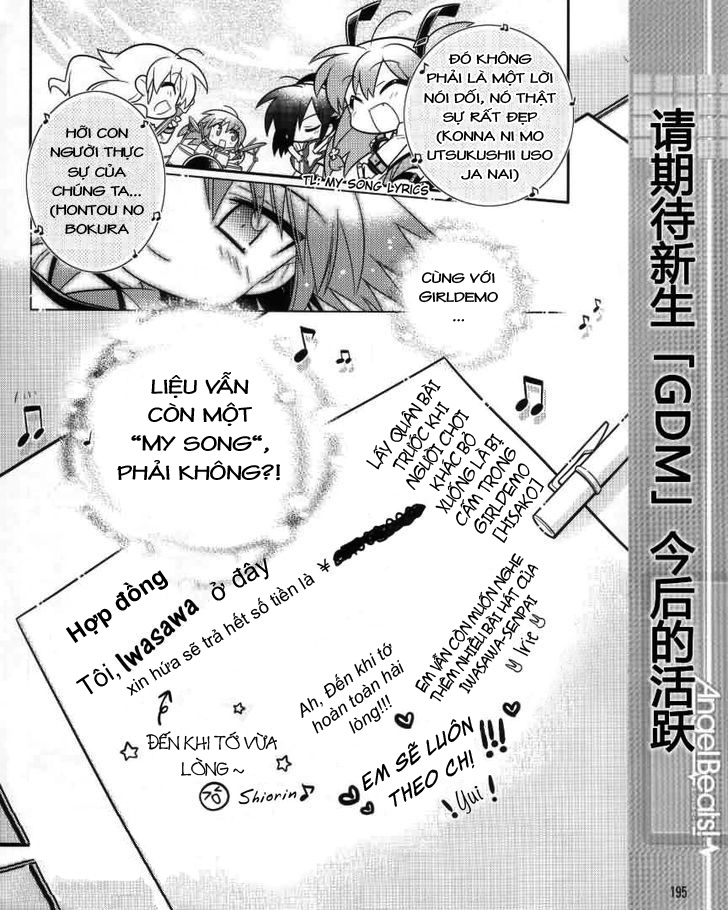 ĐÓ KHÔNG
PHẢI LÀ MỘT LỜI
NÓI DỐI, NÓ THẬT
SỰ RẤT ĐẸP
(KONNA NI MO
UTSUKUSHII USO
JA NAI)
TL: MY SONG LYRICS
HỠI CON
NGƯỜI THỰC
SỰ CỦA
CHÚNG TA...
(HONTOU NO
BOKURA
CÙNG VỚI
GIRLDEMO
...
LIỆU VẪN
CÒN MỘT
“MY SONG“,
PHẢI KHÔNG?!
LẤY QUÂN BÀI
TRƯỚC KHI
NGƯỜI CHƠI
KHÁC BỎ
XUỐNG LÀ BỊ
CẤM TRONG
GIRLDEMO
[HISAKO]
Hợp đồng
Tôi, Iwasawa ở đây
xin hứa sẽ trả hết số tiền là ¥
ĐẾN KHI TỚ VỪA
LÒNG ~
Shiorin♪
Ah, Đến khi tớ
hoàn toàn hài
lòng!!!
EM VẪN CÒN MUỐN NGHE
THÊM NHIỀU BÀI HÁT CỦA
IWASAWA-SENPAI
Irie
EM SẼ LUÔN
THEO CHỊ !!!
Yui !
请期待新生「GDM」今后的活跃
Angel Beats!
195